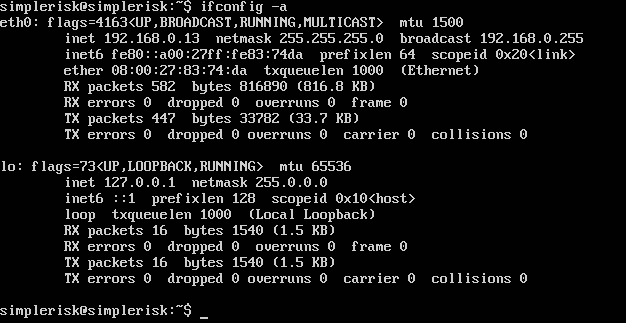 simplerisk@simplerisk:~$ ifconfig -a
eth0: flags=4163<UP,BROADCAST,RUNNING,MULTICAST>  mtu 1500
        inet 192.168.0.13  netmask 255.255.255.0  broadcast 192.168.0.255
        inet6 fe80::a00:27ff:fe83:74da  prefixlen 64  scopeid 0x20<link>
        ether 08:00:27:83:74:da  txqueuelen 1000  (Ethernet)
        RX packets 582  bytes 816890 (816.8 KB)
        RX errors 0  dropped 0  overruns 0  frame 0
        TX packets 447  bytes 33782 (33.7 KB)
        TX errors 0  dropped 0 overruns 0  carrier 0  collisions 0

lo: flags=73<UP,LOOPBACK,RUNNING>  mtu 65536
        inet 127.0.0.1  netmask 255.0.0.0
        inet6 ::1  prefixlen 128  scopeid 0x10<host>
        loop  txqueuelen 1000  (Local Loopback)
        RX packets 16  bytes 1540 (1.5 KB)
        RX errors 0  dropped 0  overruns 0  frame 0
        TX packets 16  bytes 1540 (1.5 KB)
        TX errors 0  dropped 0 overruns 0  carrier 0  collisions 0

simplerisk@simplerisk:~$ _